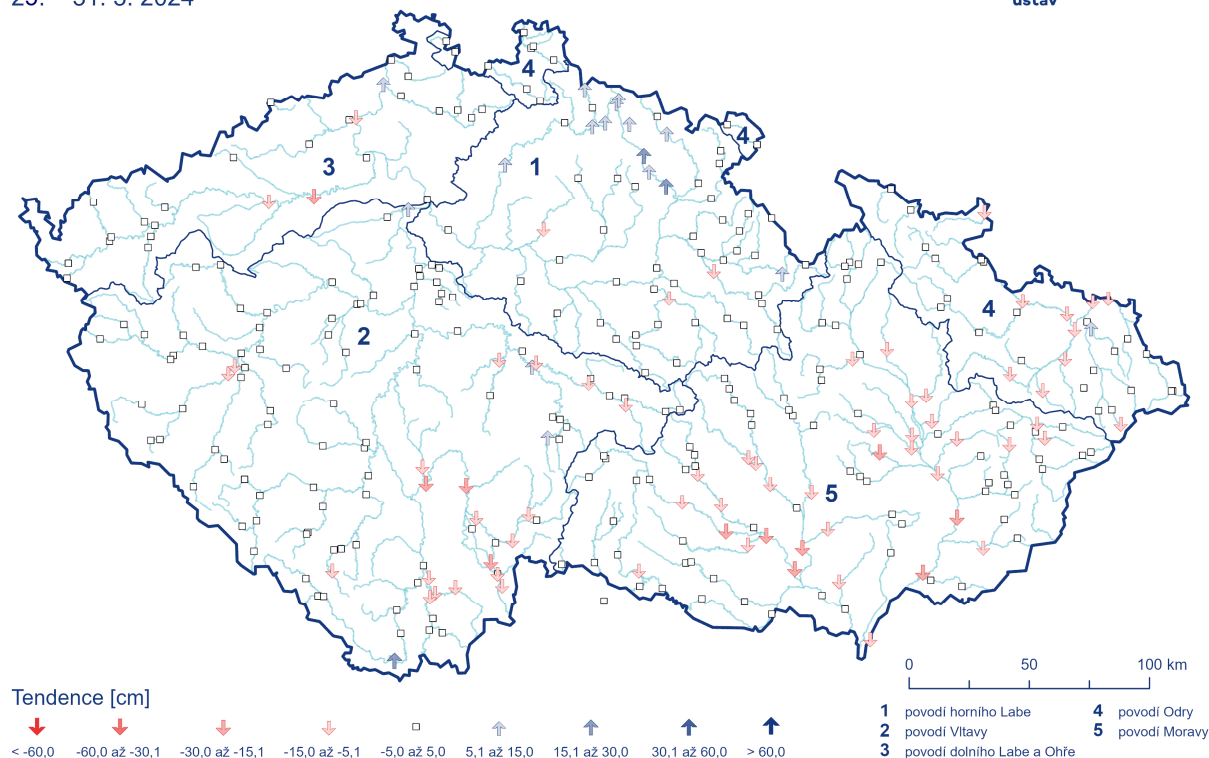 ústav
4
4
3
1
4
2
5
Tendence [cm]
< -60,0 -60,0 až -30,1 -30,0 až -15,1 -15,0 až -5,1 -5,0 až 5,0 5,1 až 15,0 15,1 až 30,0 30,1 až 60,0 > 60,0
0 50 100 km
1 povodí horního Labe
2 povodí Vltavy
3 povodí dolního Labe a Ohře
4 povodí Odry
5 povodí Moravy